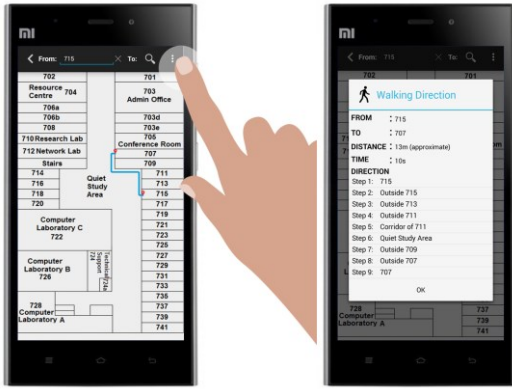 mi
From: 715 To:
702 701
Resource Centre 704
703 Admin Office
706a
706b 703d
708 703e
710 Research Lab
705 Conference Room
712 Network Lab 707
Stairs 709
714 711
716 713
718 715
720 717
Quiet
Study
Area
719
Computer
Laboratory C
722
721
723
725
Computer
Laboratory B
726
Technical
Support
724
724a
727
729
731
733
735
728
Computer
Laboratory A
737
739
741
mi
From: 715 To:
702 701
Walking Direction
FROM : 715
TO : 707
DISTANCE : 13m (approximate)
TIME : 10s
DIRECTION
Step 1: 715
Step 2: Outside 715
Step 3: Outside 713
Step 4: Outside 711
Step 5: Corridor of 711
Step 6: Quiet Study Area
Step 7: Outside 709
Step 8: Outside 707
Step 9: 707
OK
728
Computer
Laboratory A
737
739
741